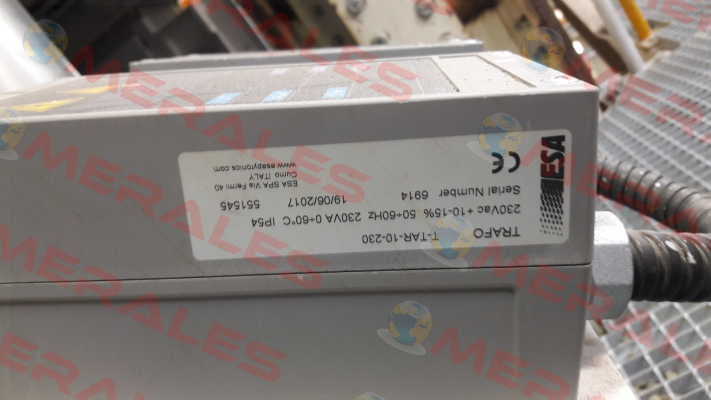 ESA
TRAFO T-TAR-10-230
230Vac +10-15% 50÷60Hz 230VA 0÷60°C IP54
Serial Number 6914 19/06/2017 551545
CE
ESA SPA Via Fermi 40
Curno ITALY
www.esapyronics.com
MERALES
MERALES
MERALES
MERALES
MERALES